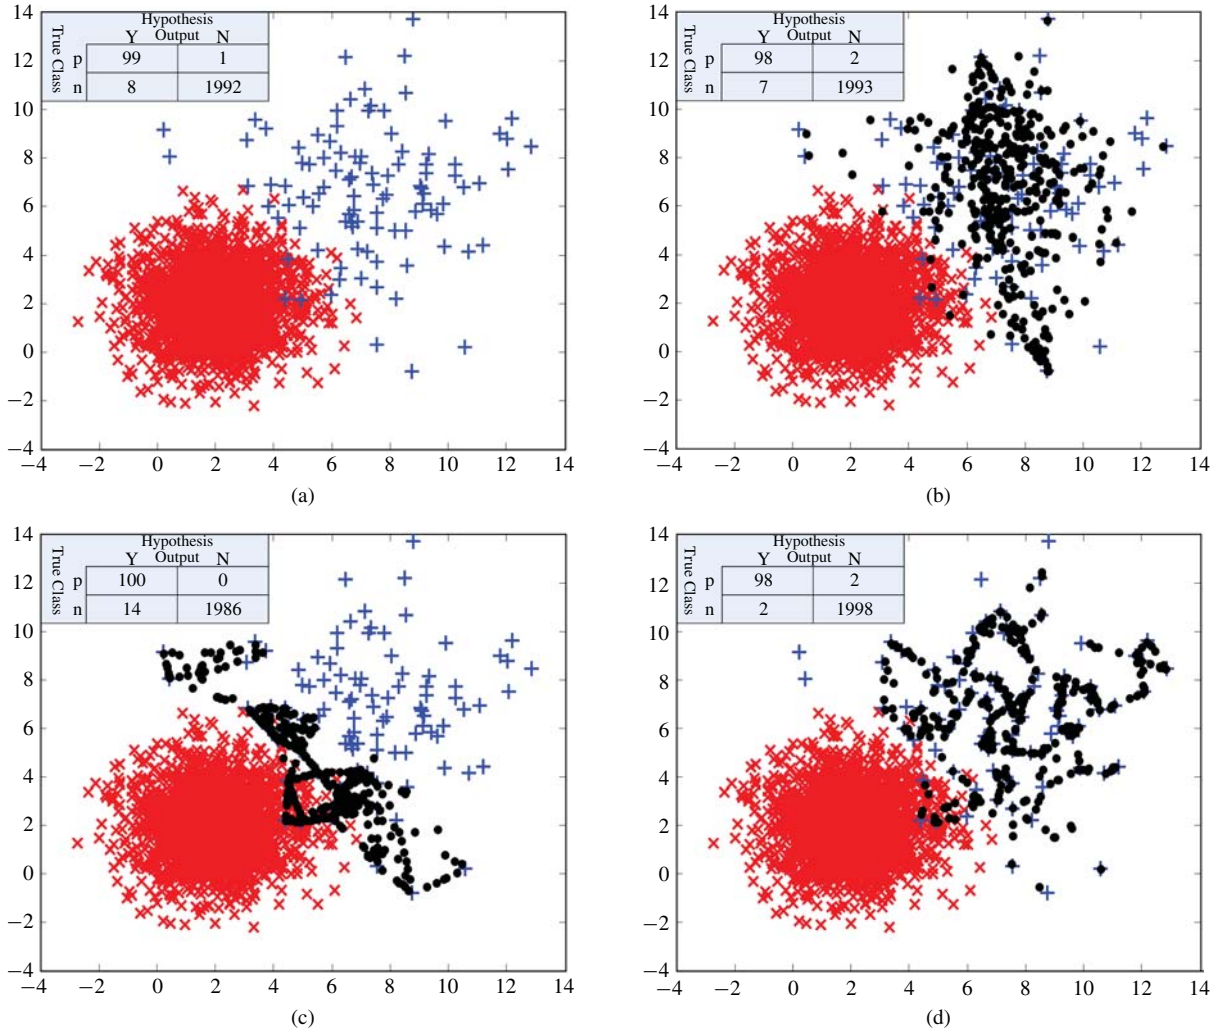 Hypothesis
Output
True Class
Y N
p 99 1
n 8 1992
14
12
10
8
6
4
2
0
−2
−4
−4 −2 0 2 4 6 8 10 12 14
(a)
Hypothesis
Output
True Class
Y N
p 98 2
n 7 1993
14
12
10
8
6
4
2
0
−2
−4
−4 −2 0 2 4 6 8 10 12 14
(b)
Hypothesis
Output
True Class
Y N
p 100 0
n 14 1986
14
12
10
8
6
4
2
0
−2
−4
−4 −2 0 2 4 6 8 10 12 14
(c)
Hypothesis
Output
True Class
Y N
p 98 2
n 2 1998
14
12
10
8
6
4
2
0
−2
−4
−4 −2 0 2 4 6 8 10 12 14
(d)